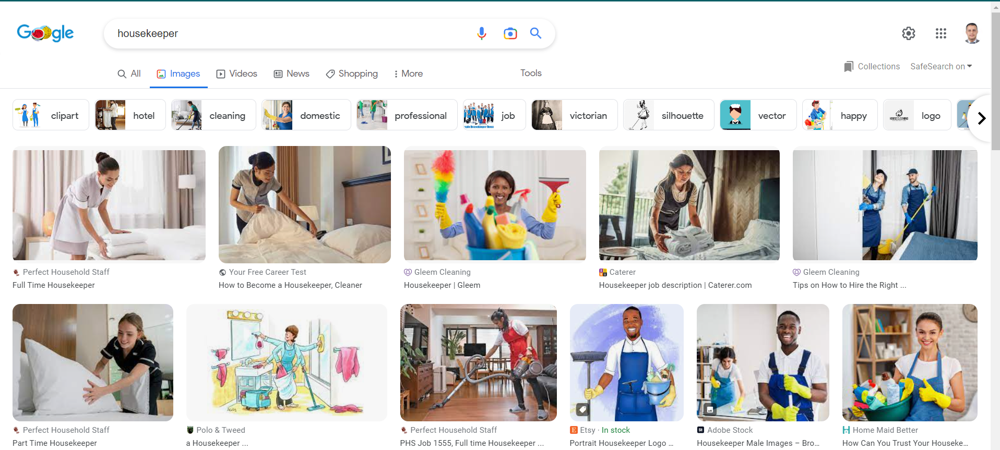 Google
housekeeper
All
Images
Videos
News
Shopping
More
Tools
Collections
SafeSearch on
clipart
hotel
cleaning
domestic
professional
job
victorian
silhouette
vector
happy
HOUSECLEANING
logo
Perfect Household Staff
Full Time Housekeeper
Your Free Career Test
How to Become a Housekeeper, Cleaner
Gleem Cleaning
Housekeeper | Gleem
Caterer
Housekeeper job description | Caterer.com
Gleem Cleaning
Tips on How to Hire the Right ...
Perfect Household Staff
Part Time Housekeeper
Polo & Tweed
a Housekeeper ...
Perfect Household Staff
PHS Job 1555, Full time Housekeeper ...
Etsy · In stock
Portrait Housekeeper Logo ...
St Adobe Stock
Housekeeper Male Images – Bro...
Home Maid Better
How Can You Trust Your Houseke...